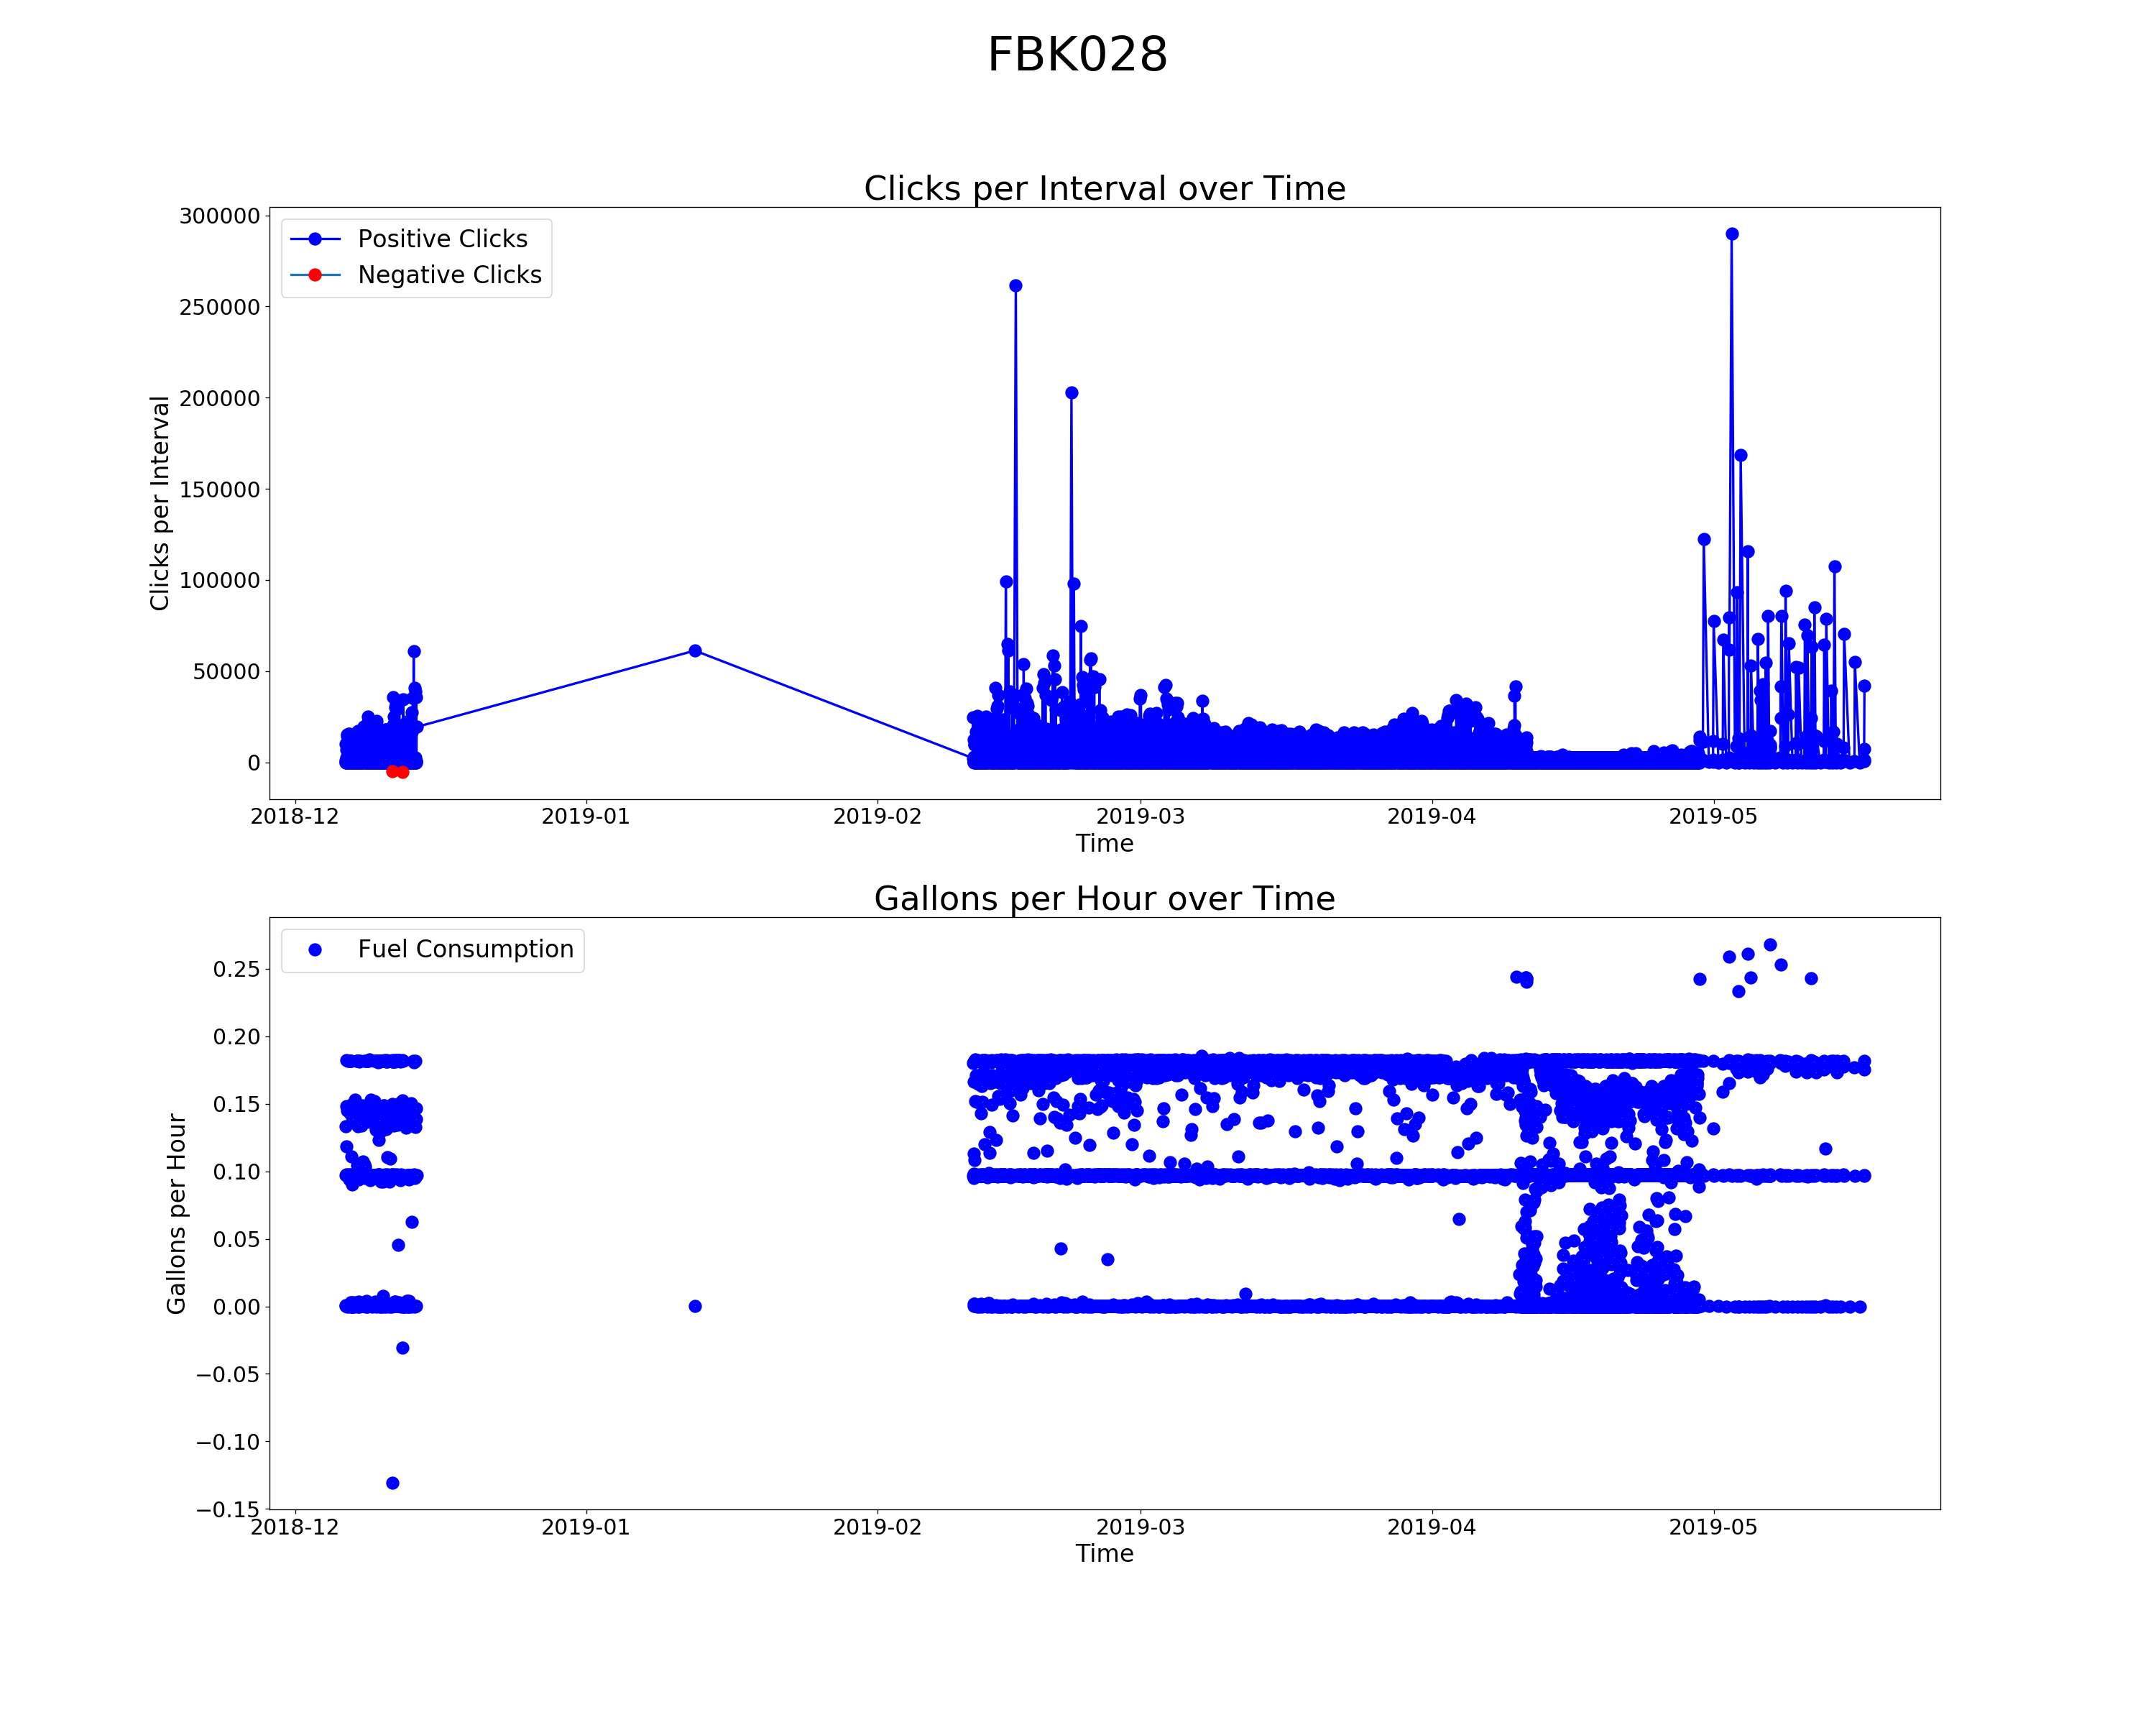 FBK028
Clicks per Interval over Time
Clicks per Interval
300000
250000
200000
150000
100000
50000
0
Positive Clicks
Negative Clicks
2018-12 2019-01 2019-02 2019-03 2019-04 2019-05
Time
Gallons per Hour over Time
Gallons per Hour
0.25
0.20
0.15
0.10
0.05
0.00
−0.05
−0.10
−0.15
Fuel Consumption
2018-12 2019-01 2019-02 2019-03 2019-04 2019-05
Time